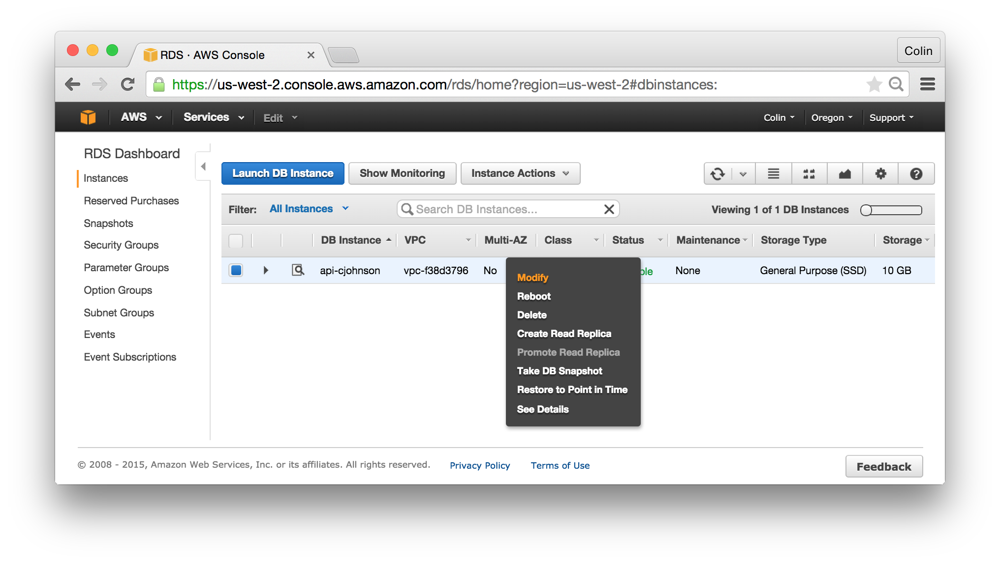 RDS · AWS Console
Colin
https://us-west-2.console.aws.amazon.com/rds/home?region=us-west-2#dbinstances:
AWS Services Edit Colin Oregon Support
RDS Dashboard
Instances
Reserved Purchases
Snapshots
Security Groups
Parameter Groups
Option Groups
Subnet Groups
Events
Event Subscriptions
Launch DB Instance Show Monitoring Instance Actions
Filter: All Instances Search DB Instances... Viewing 1 of 1 DB Instances
DB Instance VPC Multi-AZ Class Status Maintenance Storage Type Storage
api-cjohnson vpc-f38d3796 No ble None General Purpose (SSD) 10 GB
Modify
Reboot
Delete
Create Read Replica
Promote Read Replica
Take DB Snapshot
Restore to Point in Time
See Details
© 2008 - 2015, Amazon Web Services, Inc. or its affiliates. All rights reserved. Privacy Policy Terms of Use Feedback